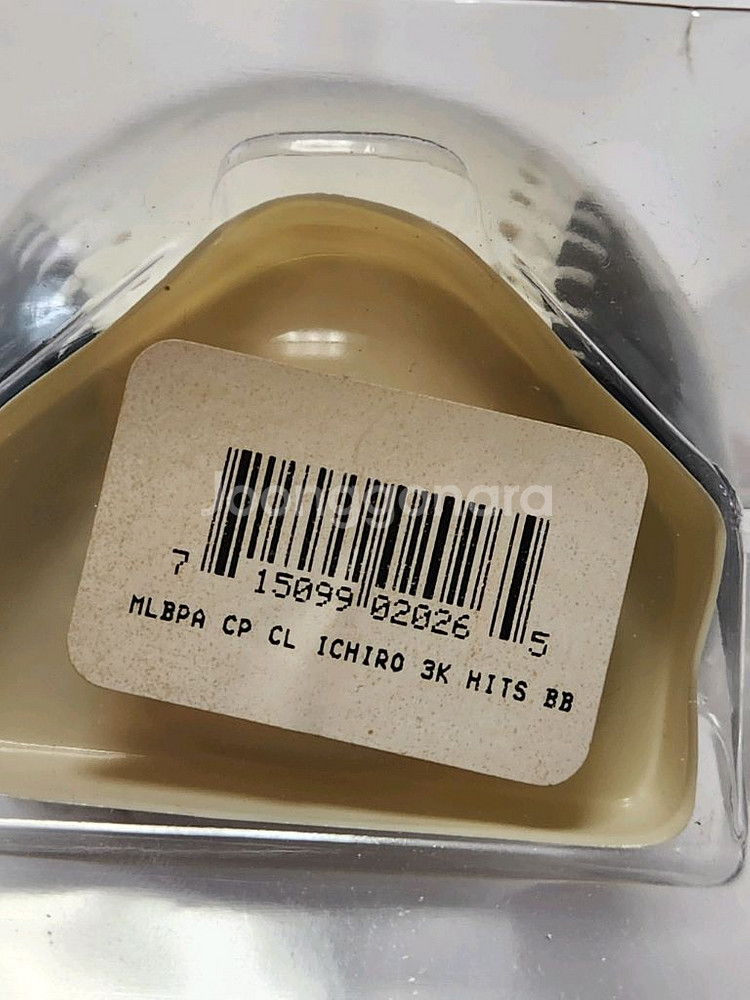 Joonggonara
7 15099 02026 5
MLBPA CP CL ICHIRO 3K HITS BB